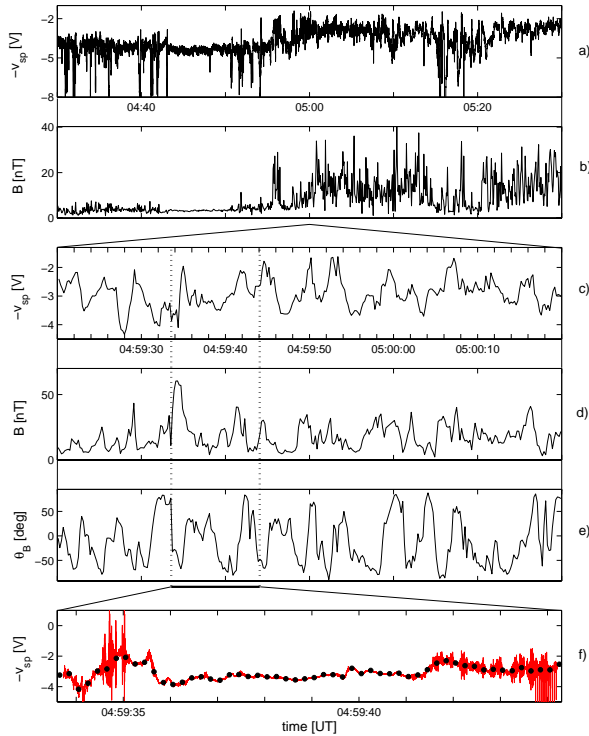 −2
−5
−8
−v_sp [V]
a)
04:40
05:00
05:20
40
20
0
B [nT]
b)
−2
−3
−4
−v_sp [V]
c)
04:59:30
04:59:40
04:59:50
05:00:00
05:00:10
50
0
B [nT]
d)
50
0
−50
θ_B [deg]
e)
0
−2
−4
−v_sp [V]
f)
04:59:35
04:59:40
time [UT]